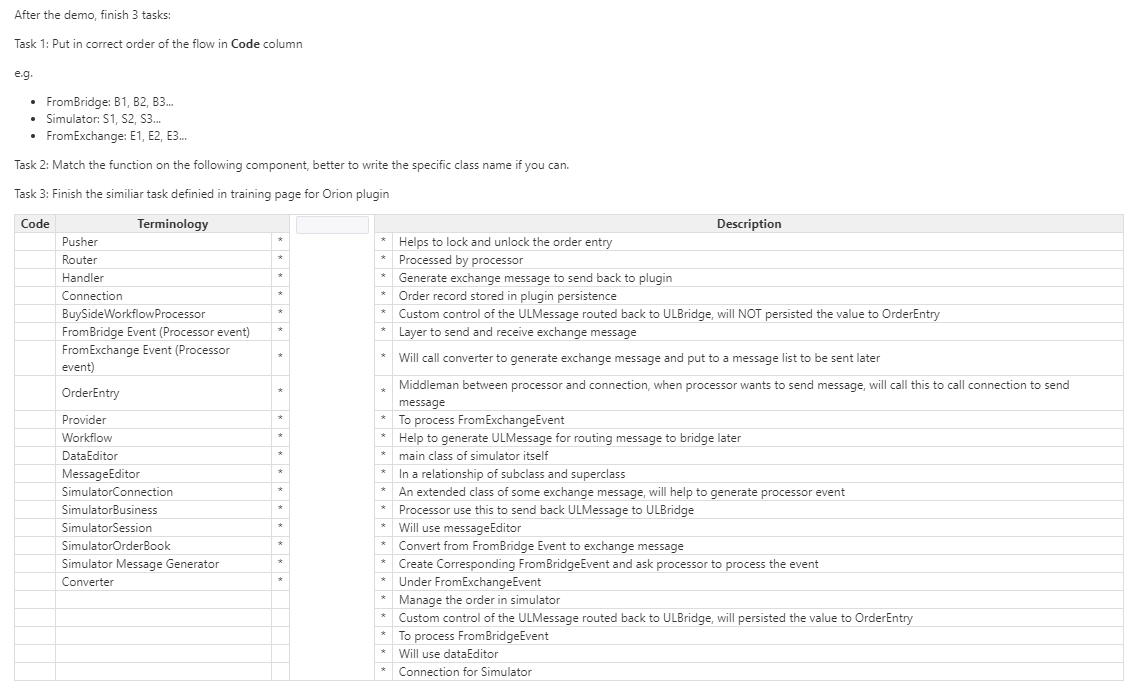 After the demo, finish 3 tasks:
Task 1: Put in correct order of the flow in Code column
e.g.
• FromBridge: B1, B2, B3...
• Simulator: S1, S2, S3...
• FromExchange: E1, E2, E3...
Task 2: Match the function on the following component, better to write the specific class name if you can.
Task 3: Finish the similiar task definied in training page for Orion plugin
Code Terminology Description
Pusher * * Helps to lock and unlock the order entry
Router * * Processed by processor
Handler * * Generate exchange message to send back to plugin
Connection * * Order record stored in plugin persistence
BuySideWorkflowProcessor * * Custom control of the ULMessage routed back to ULBridge, will NOT persisted the value to OrderEntry
FromBridge Event (Processor event) * * Layer to send and receive exchange message
FromExchange Event (Processor
event) * * Will call converter to generate exchange message and put to a message list to be sent later
OrderEntry * * Middleman between processor and connection, when processor wants to send message, will call this to call connection to send
message
Provider * * To process FromExchangeEvent
Workflow * * Help to generate ULMessage for routing message to bridge later
DataEditor * * main class of simulator itself
MessageEditor * * In a relationship of subclass and superclass
SimulatorConnection * * An extended class of some exchange message, will help to generate processor event
SimulatorBusiness * * Processor use this to send back ULMessage to ULBridge
SimulatorSession * * Will use messageEditor
SimulatorOrderBook * * Convert from FromBridge Event to exchange message
Simulator Message Generator * * Create Corresponding FromBridgeEvent and ask processor to process the event
Converter * * Under FromExchangeEvent
* Manage the order in simulator
* Custom control of the ULMessage routed back to ULBridge, will persisted the value to OrderEntry
* To process FromBridgeEvent
* Will use dataEditor
* Connection for Simulator